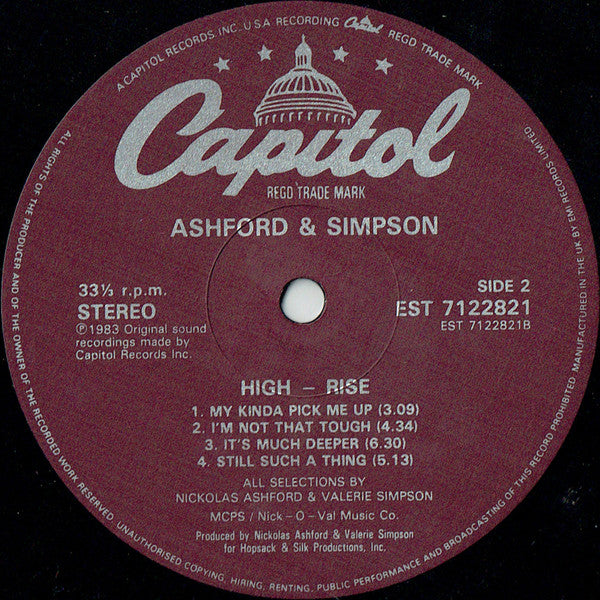 A CAPITOL RECORDS INC. U.S.A RECORDING Capitol REGD TRADE MARK
Capitol
REGD TRADE MARK
ASHFORD & SIMPSON
33⅓ r.p.m.
STEREO
℗1983 Original sound
recordings made by
Capitol Records Inc.
SIDE 2
EST 7122821
EST 7122821B
HIGH – RISE
1. MY KINDA PICK ME UP (3.09)
2. I'M NOT THAT TOUGH (4.34)
3. IT'S MUCH DEEPER (6.30)
4. STILL SUCH A THING (5.13)
ALL SELECTIONS BY
NICKOLAS ASHFORD & VALERIE SIMPSON
MCPS / Nick – O – Val Music Co.
Produced by Nickolas Ashford & Valerie Simpson
for Hopsack & Silk Productions, Inc.
ALL RIGHTS OF THE PRODUCER AND OF THE OWNER OF THE RECORDED WORK RESERVED. UNAUTHORISED COPYING, HIRING, RENTING, PUBLIC PERFORMANCE AND BROADCASTING OF THIS RECORD PROHIBITED. MANUFACTURED IN THE UK BY EMI RECORDS LIMITED